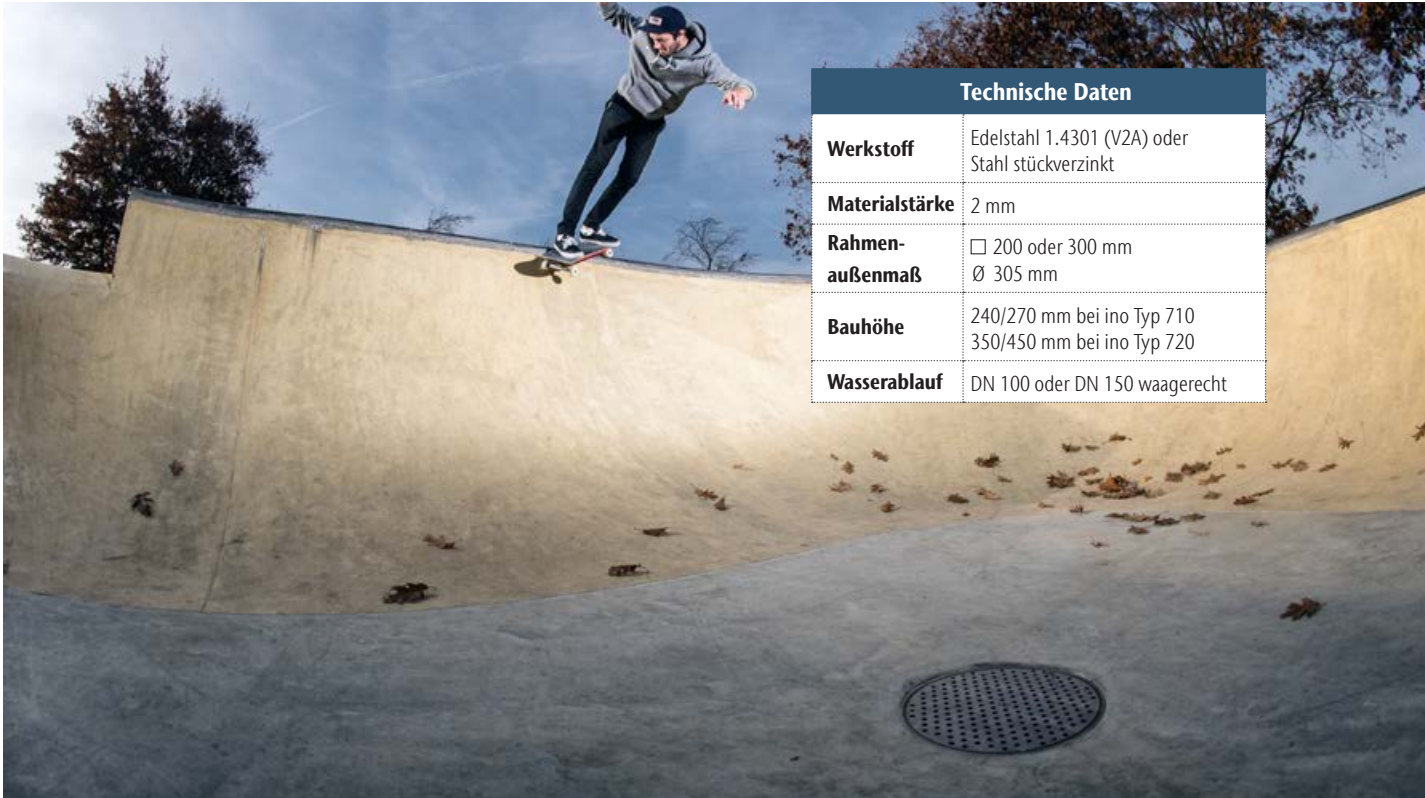 Technische Daten
Werkstoff
Edelstahl 1.4301 (V2A) oder
Stahl stückverzinkt
Materialstärke
2 mm
Rahmen-
außenmaß
□ 200 oder 300 mm
Ø 305 mm
Bauhöhe
240/270 mm bei ino Typ 710
350/450 mm bei ino Typ 720
Wasserablauf
DN 100 oder DN 150 waagerecht